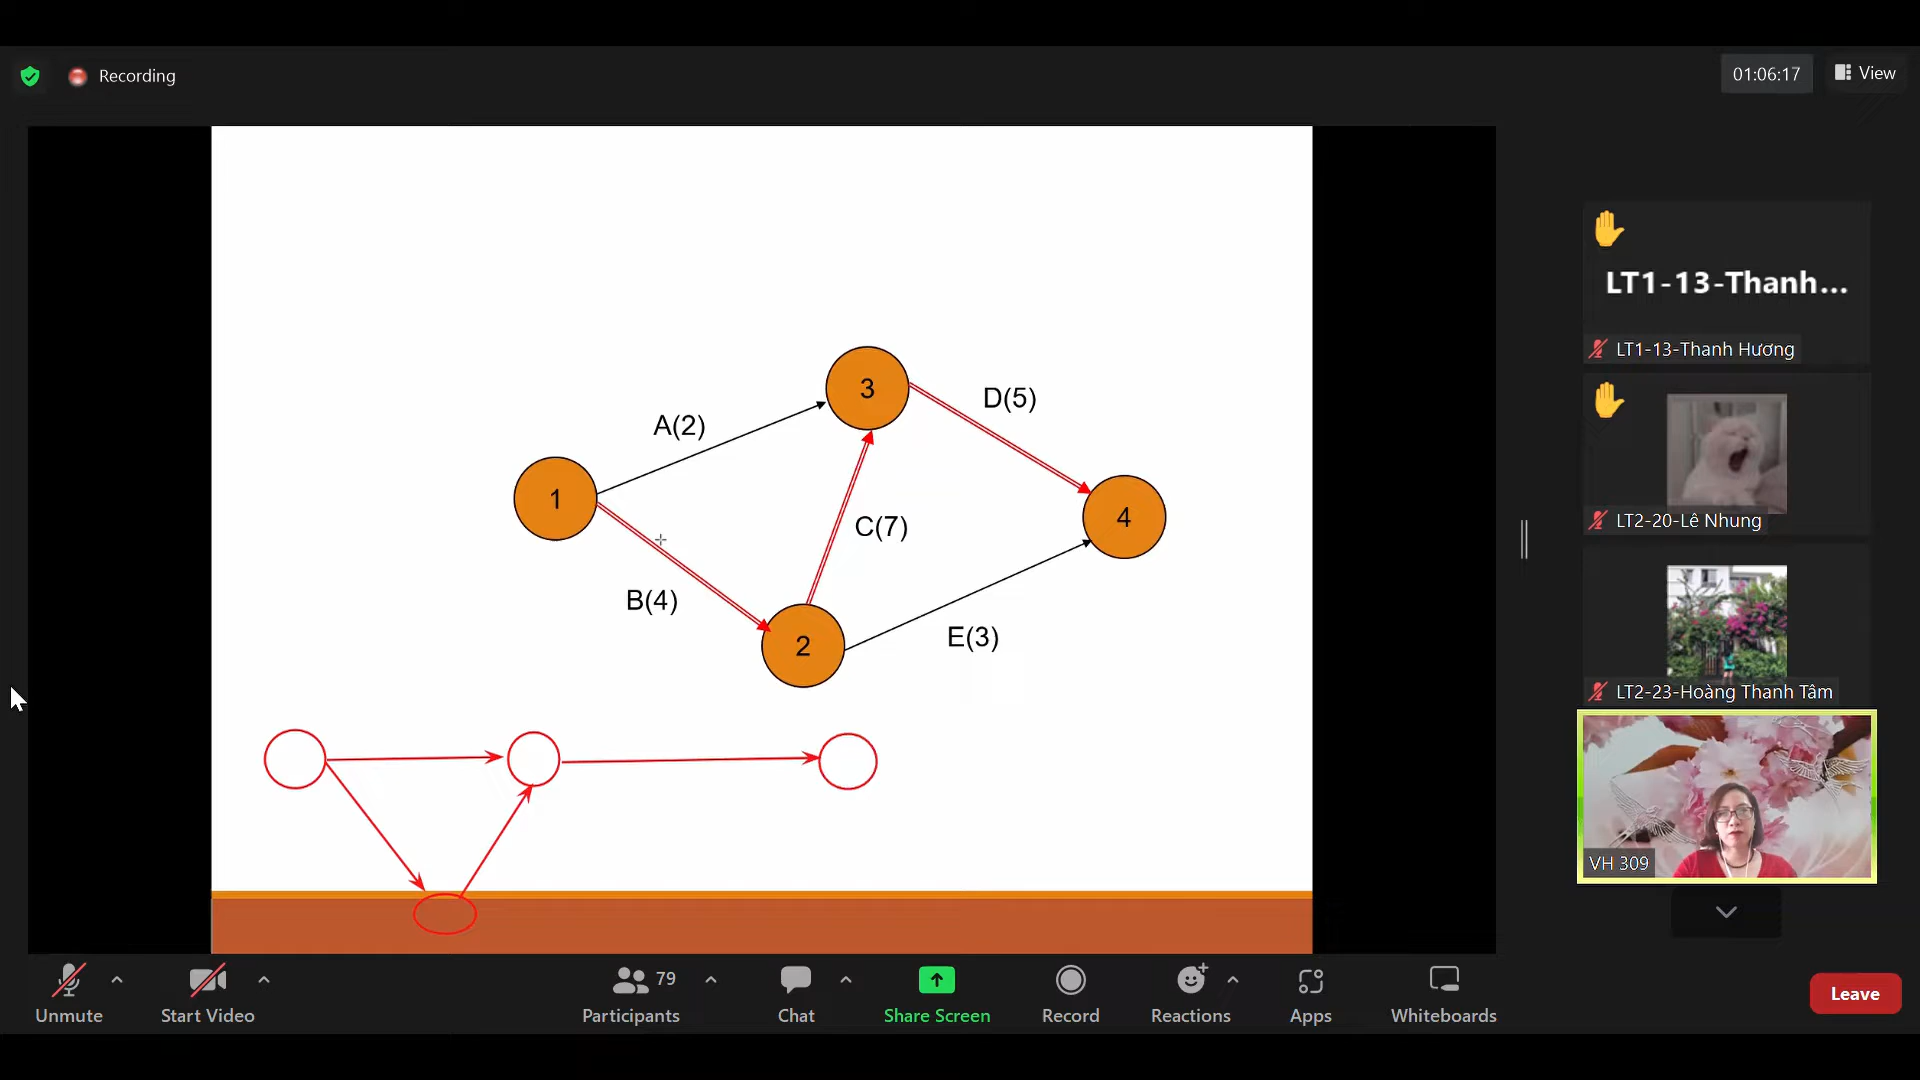 Recording
01:06:17
View
3
D(5)
A(2)
1
4
C(7)
B(4)
2
E(3)
LT1-13-Thanh...
LT1-13-Thanh Hương
LT2-20-Lê Nhung
LT2-23-Hoàng Thanh Tâm
VH 309
79
Unmute
Start Video
Participants
Chat
Share Screen
Record
Reactions
Apps
Whiteboards
Leave